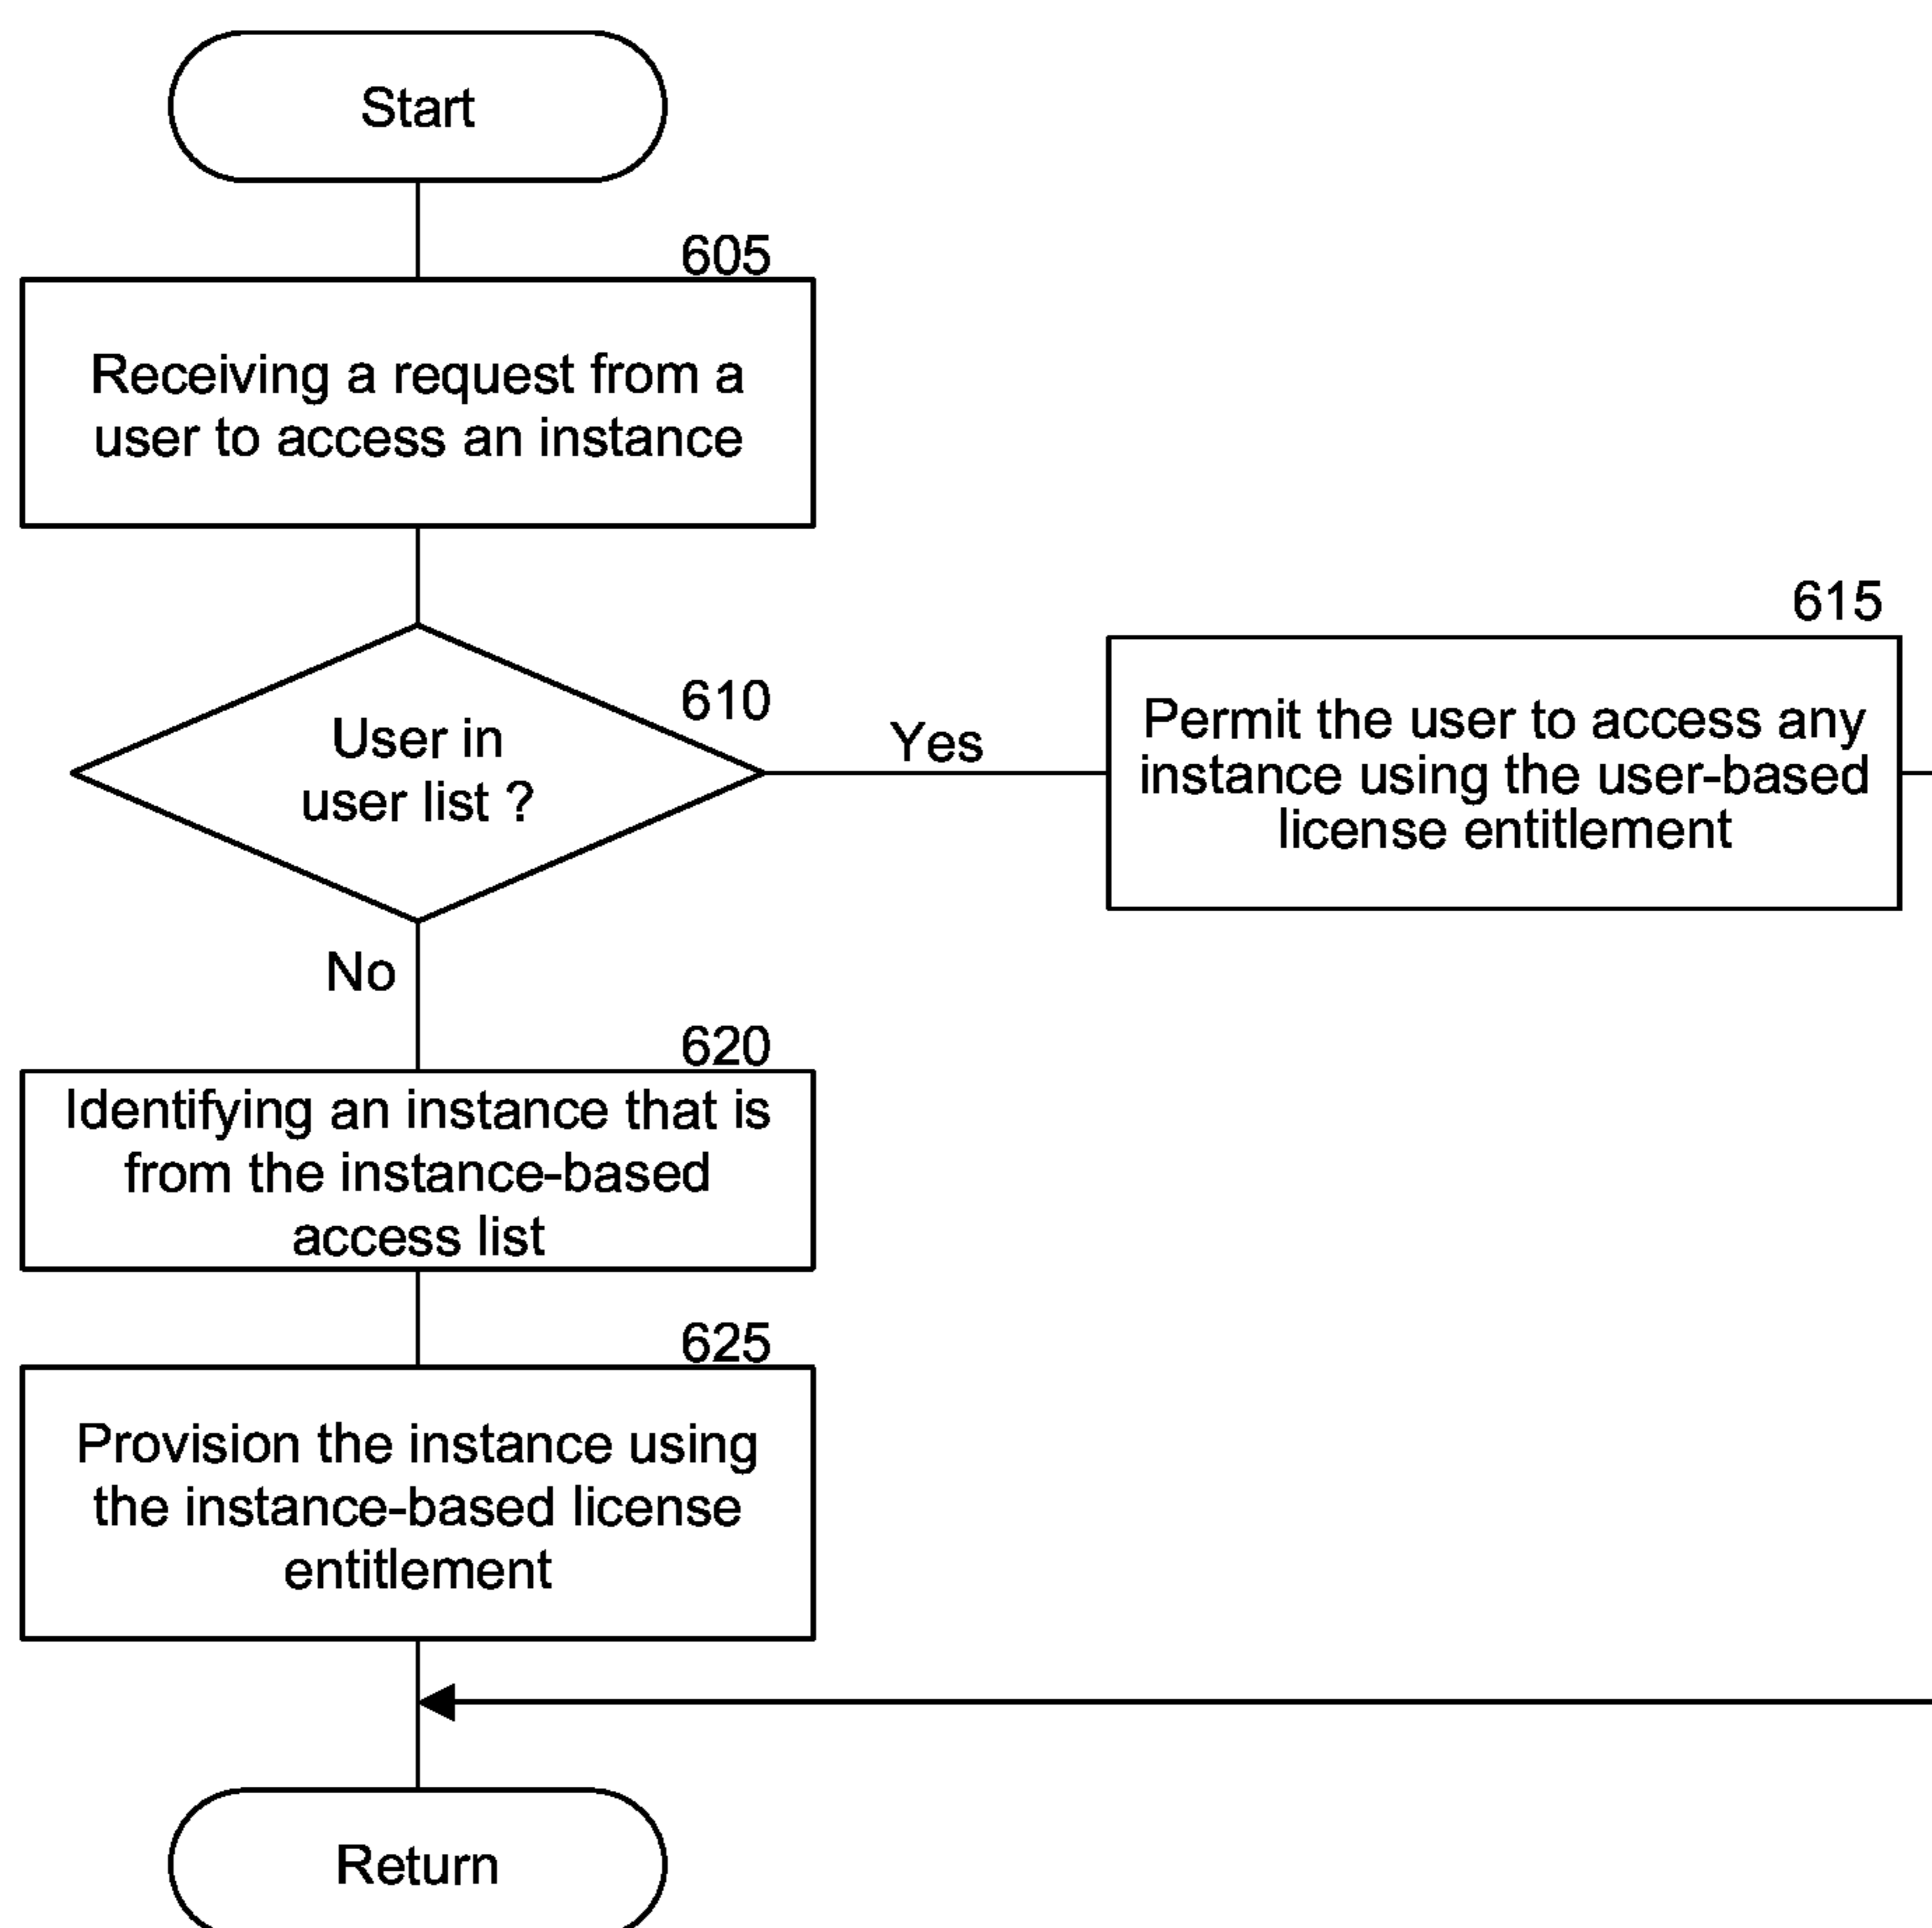 Start
605
Receiving a request from a
user to access an instance
610
User in
user list ?
Yes
615
Permit the user to access any
instance using the user-based
license entitlement
No
620
Identifying an instance that is
from the instance-based
access list
625
Provision the instance using
the instance-based license
entitlement
Return